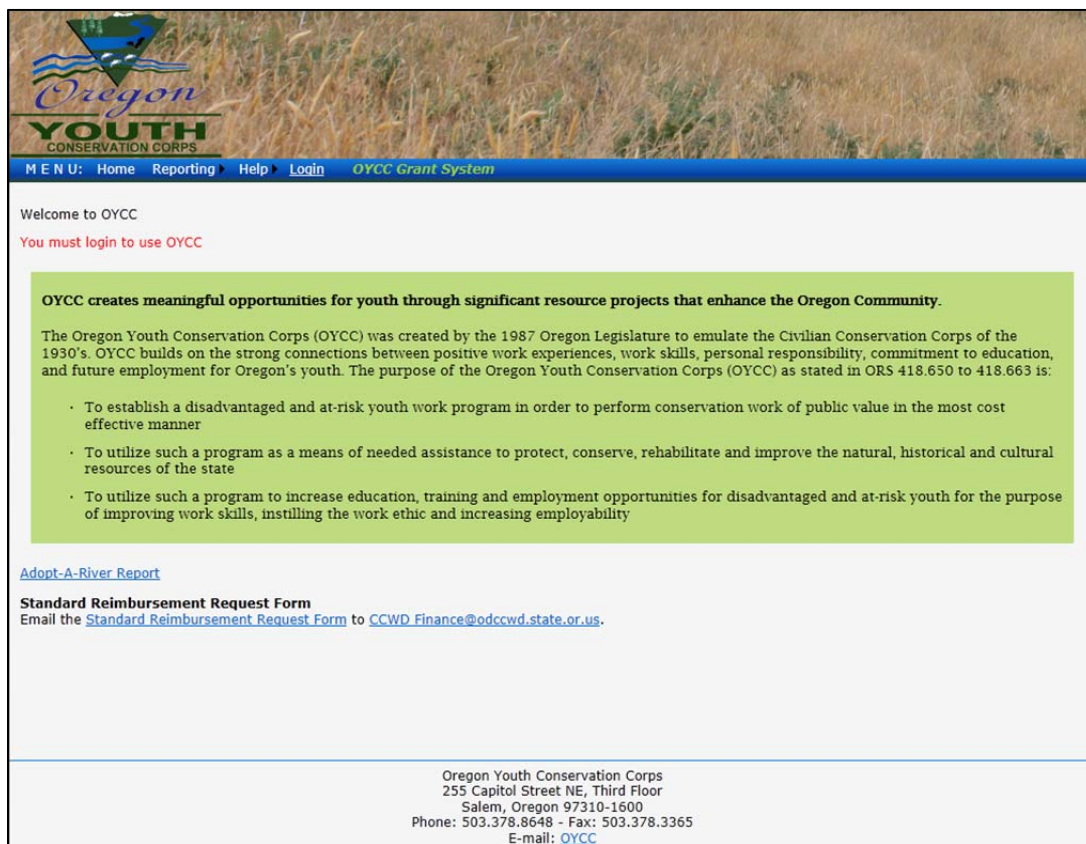 Oregon
YOUTH
CONSERVATION CORPS
M E N U: Home Reporting Help Login OYCC Grant System
Welcome to OYCC
You must login to use OYCC
OYCC creates meaningful opportunities for youth through significant resource projects that enhance the Oregon Community.
The Oregon Youth Conservation Corps (OYCC) was created by the 1987 Oregon Legislature to emulate the Civilian Conservation Corps of the
1930's. OYCC builds on the strong connections between positive work experiences, work skills, personal responsibility, commitment to education,
and future employment for Oregon's youth. The purpose of the Oregon Youth Conservation Corps (OYCC) as stated in ORS 418.650 to 418.663 is:
· To establish a disadvantaged and at-risk youth work program in order to perform conservation work of public value in the most cost
effective manner
· To utilize such a program as a means of needed assistance to protect, conserve, rehabilitate and improve the natural, historical and cultural
resources of the state
· To utilize such a program to increase education, training and employment opportunities for disadvantaged and at-risk youth for the purpose
of improving work skills, instilling the work ethic and increasing employability
Adopt-A-River Report
Standard Reimbursement Request Form
Email the Standard Reimbursement Request Form to CCWD Finance@odccwd.state.or.us.
Oregon Youth Conservation Corps
255 Capitol Street NE, Third Floor
Salem, Oregon 97310-1600
Phone: 503.378.8648 - Fax: 503.378.3365
E-mail: OYCC